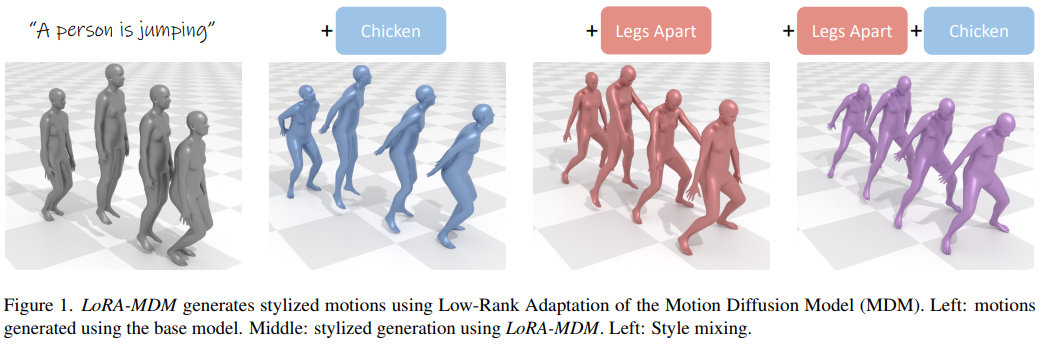 "A person is jumping"
+ Chicken
+ Legs Apart
+ Legs Apart + Chicken
Figure 1. LoRA-MDM generates stylized motions using Low-Rank Adaptation of the Motion Diffusion Model (MDM). Left: motions
generated using the base model. Middle: stylized generation using LoRA-MDM. Left: Style mixing.